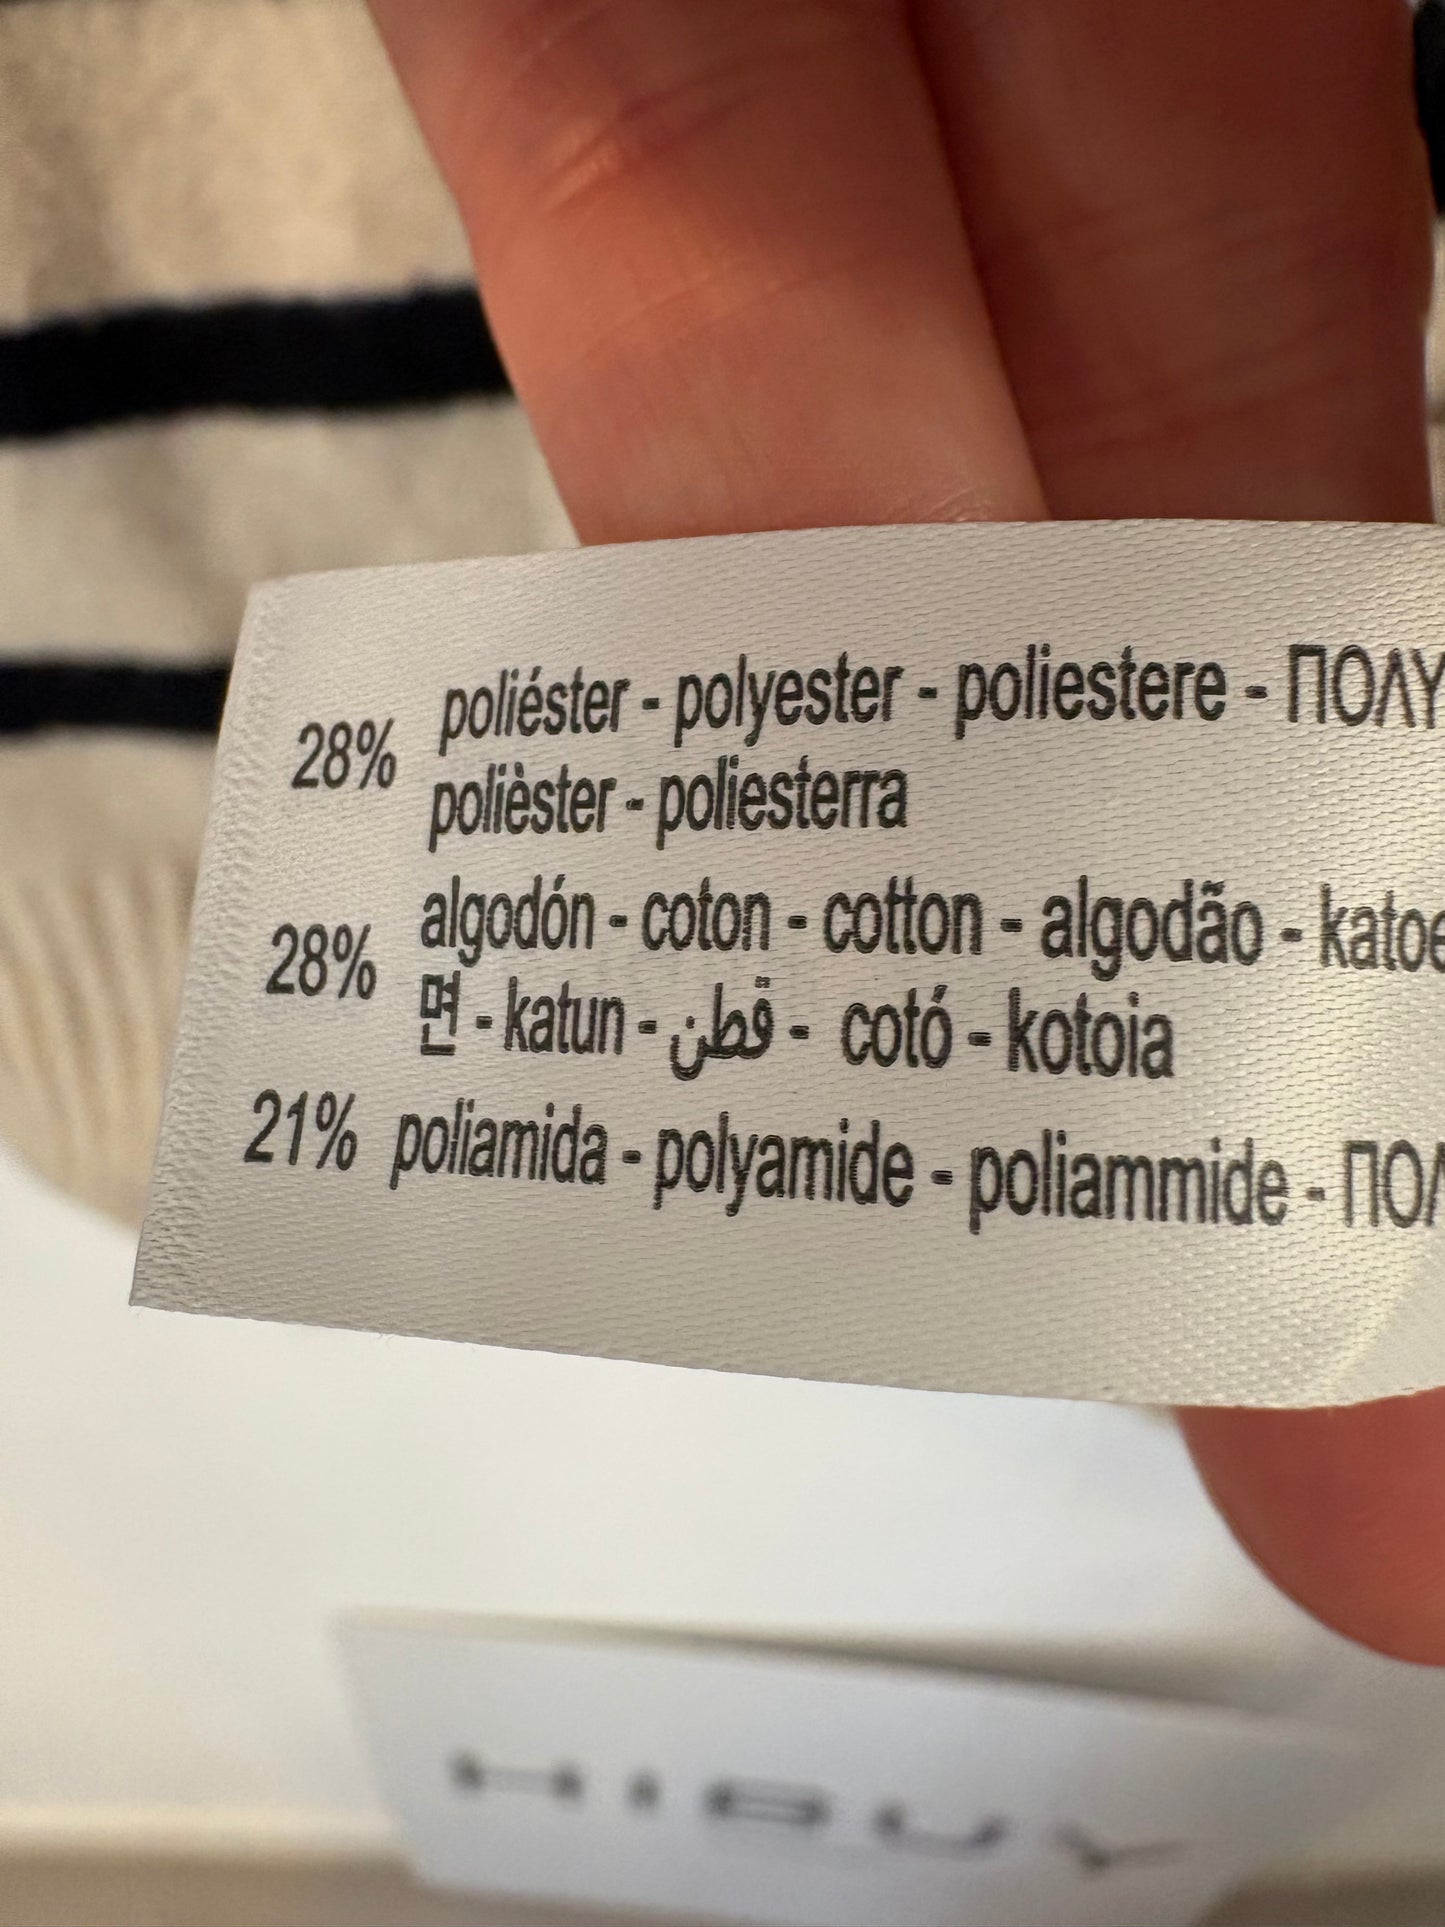 28% poliéster - polyester - poliestere - ΠΟΛΥ
polièster - poliesterra
28% algodón - coton - cotton - algodão - katoe
면 - katun - قطن - cotó - kotoia
21% poliamida - polyamide - poliammide - ΠΟΛ